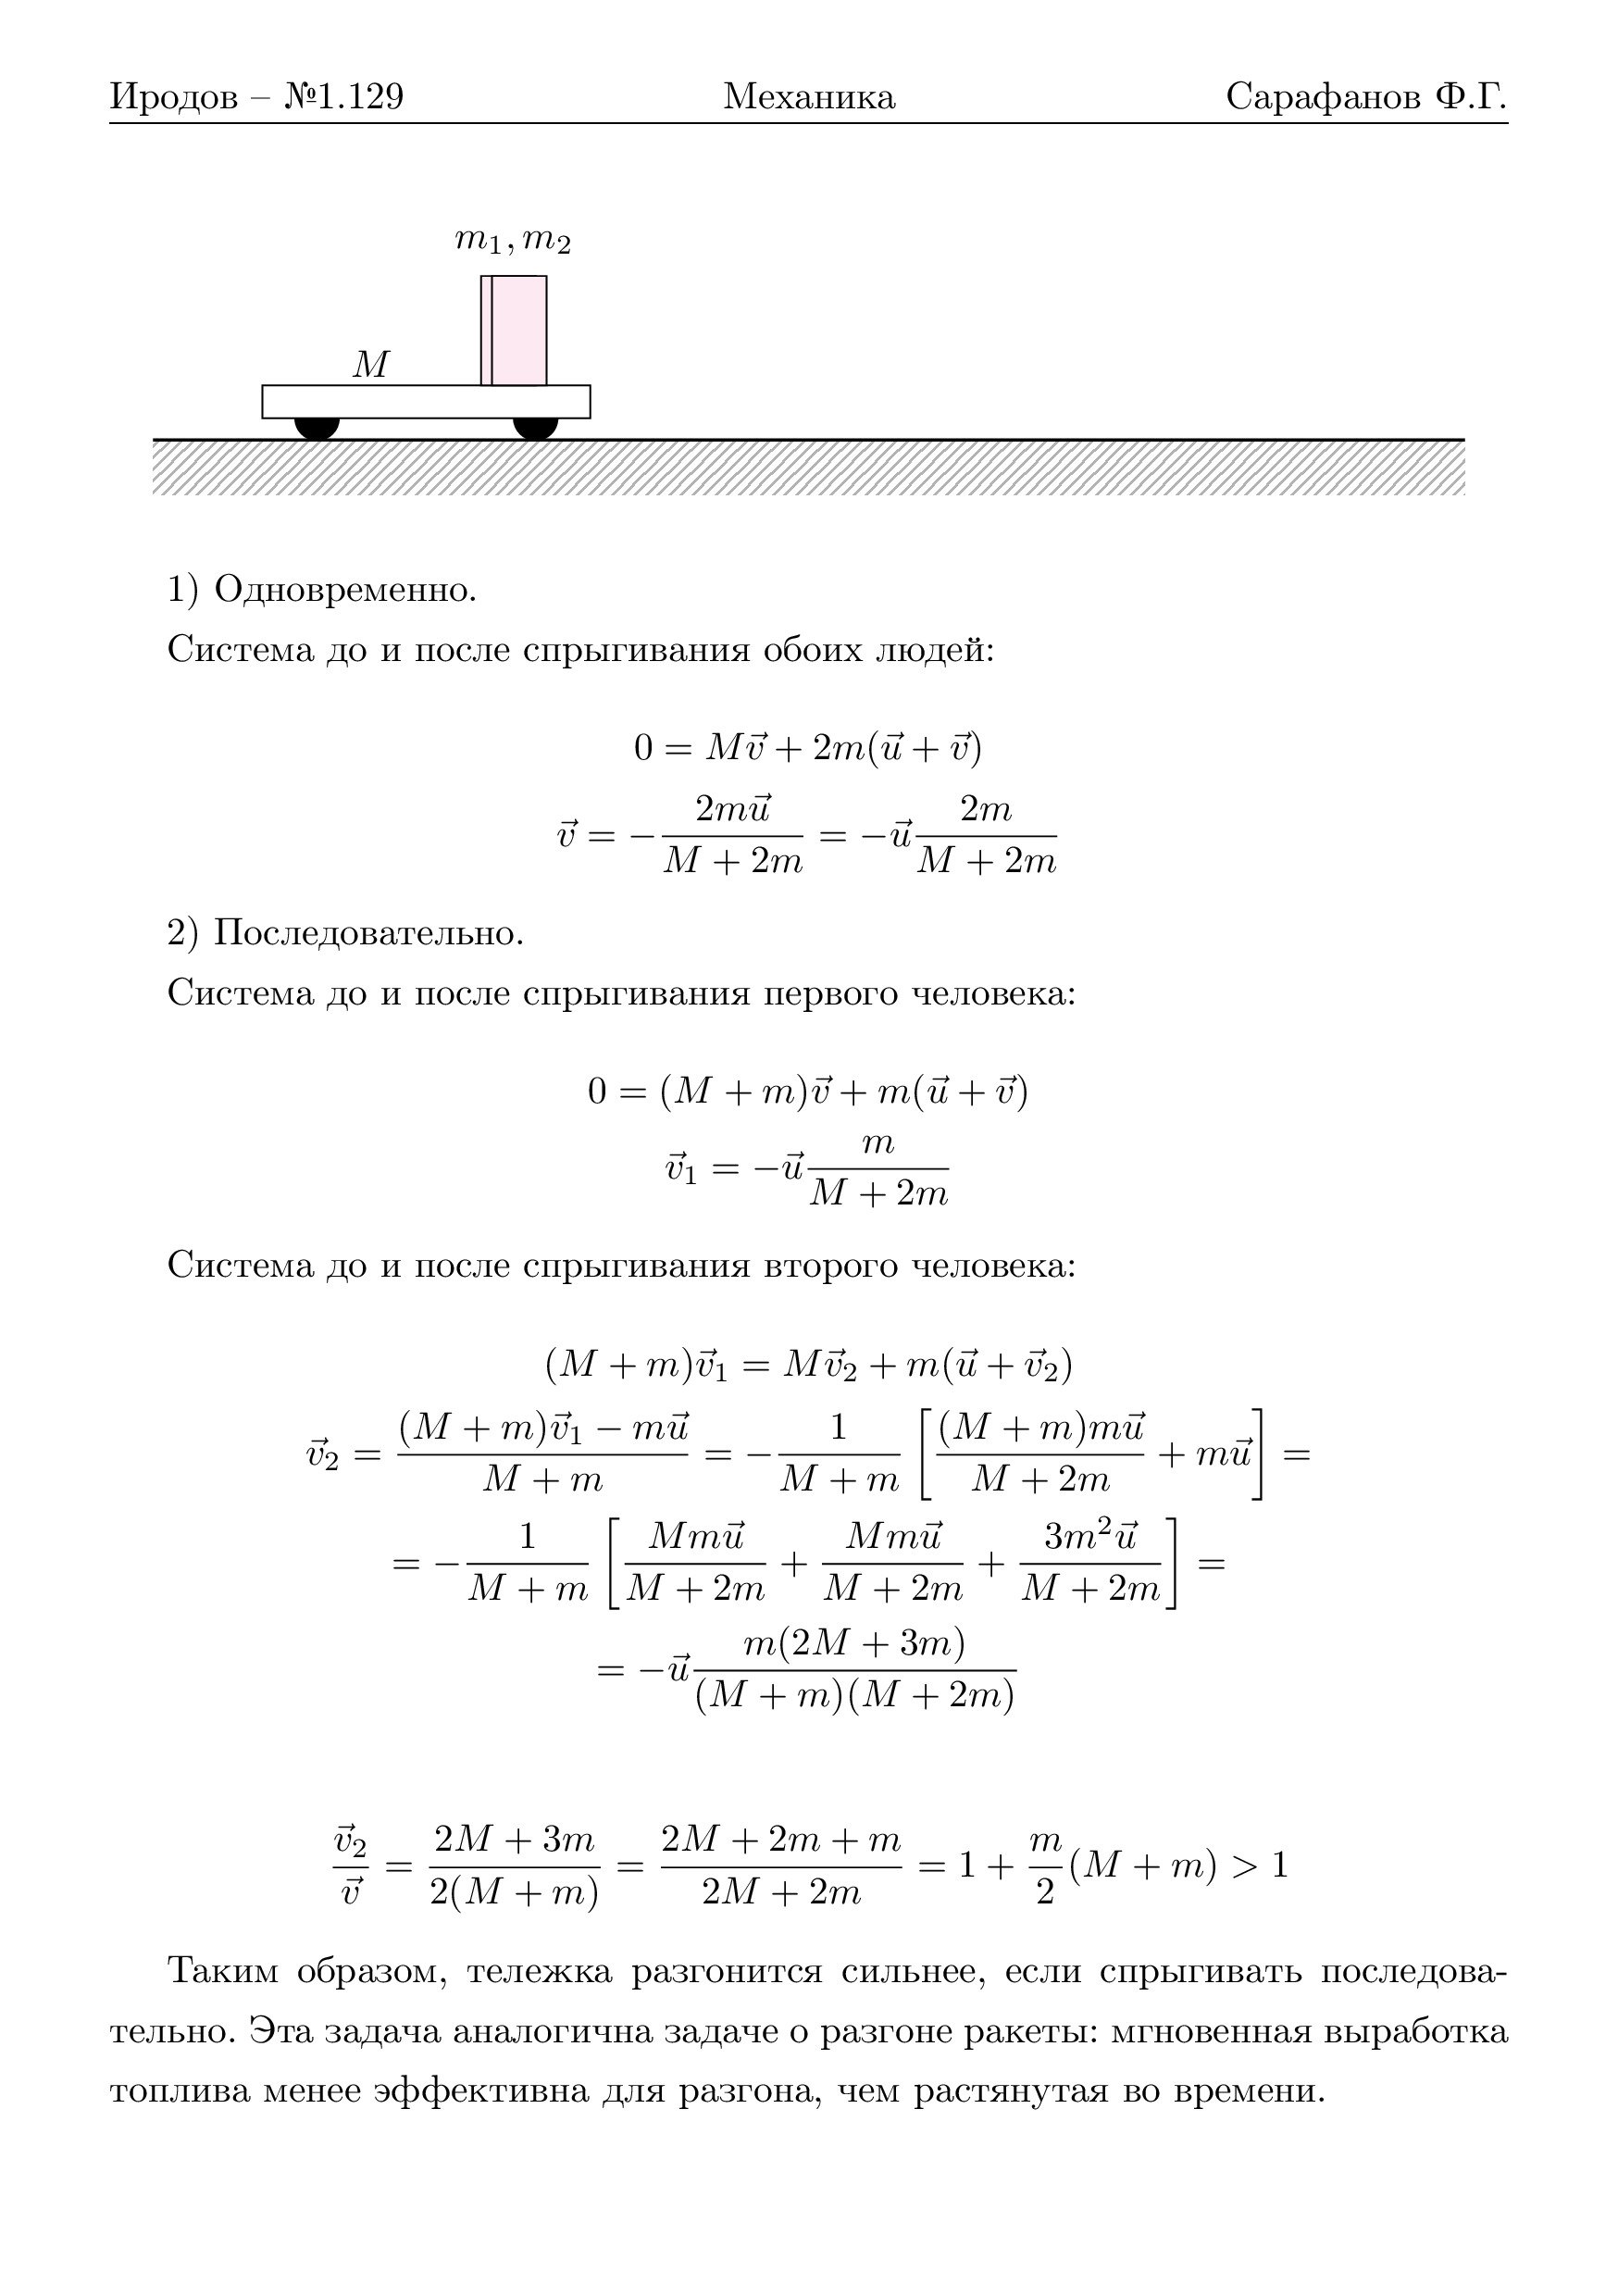 Иродов – №1.129 Механика Сарафанов Ф.Г.
m₁, m₂
M
1) Одновременно.
Система до и после спрыгивания обоих людей:
$0 = M\vec{v} + 2m(\vec{u} + \vec{v})$
$\vec{v} = -\frac{2m\vec{u}}{M + 2m} = -\vec{u}\frac{2m}{M + 2m}$
2) Последовательно.
Система до и после спрыгивания первого человека:
$0 = (M + m)\vec{v} + m(\vec{u} + \vec{v})$
$\vec{v}_1 = -\vec{u}\frac{m}{M + 2m}$
Система до и после спрыгивания второго человека:
$(M + m)\vec{v}_1 = M\vec{v}_2 + m(\vec{u} + \vec{v}_2)$
$\vec{v}_2 = \frac{(M + m)\vec{v}_1 - m\vec{u}}{M + m} = -\frac{1}{M + m}\left[\frac{(M + m)m\vec{u}}{M + 2m} + m\vec{u}\right] =$
$= -\frac{1}{M + m}\left[\frac{Mm\vec{u}}{M + 2m} + \frac{Mm\vec{u}}{M + 2m} + \frac{3m^2\vec{u}}{M + 2m}\right] =$
$= -\vec{u}\frac{m(2M + 3m)}{(M + m)(M + 2m)}$
$\frac{\vec{v}_2}{\vec{v}} = \frac{2M + 3m}{2(M + m)} = \frac{2M + 2m + m}{2M + 2m} = 1 + \frac{m}{2}(M + m) > 1$
Таким образом, тележка разгонится сильнее, если спрыгивать последова-
тельно. Эта задача аналогична задаче о разгоне ракеты: мгновенная выработка
топлива менее эффективна для разгона, чем растянутая во времени.